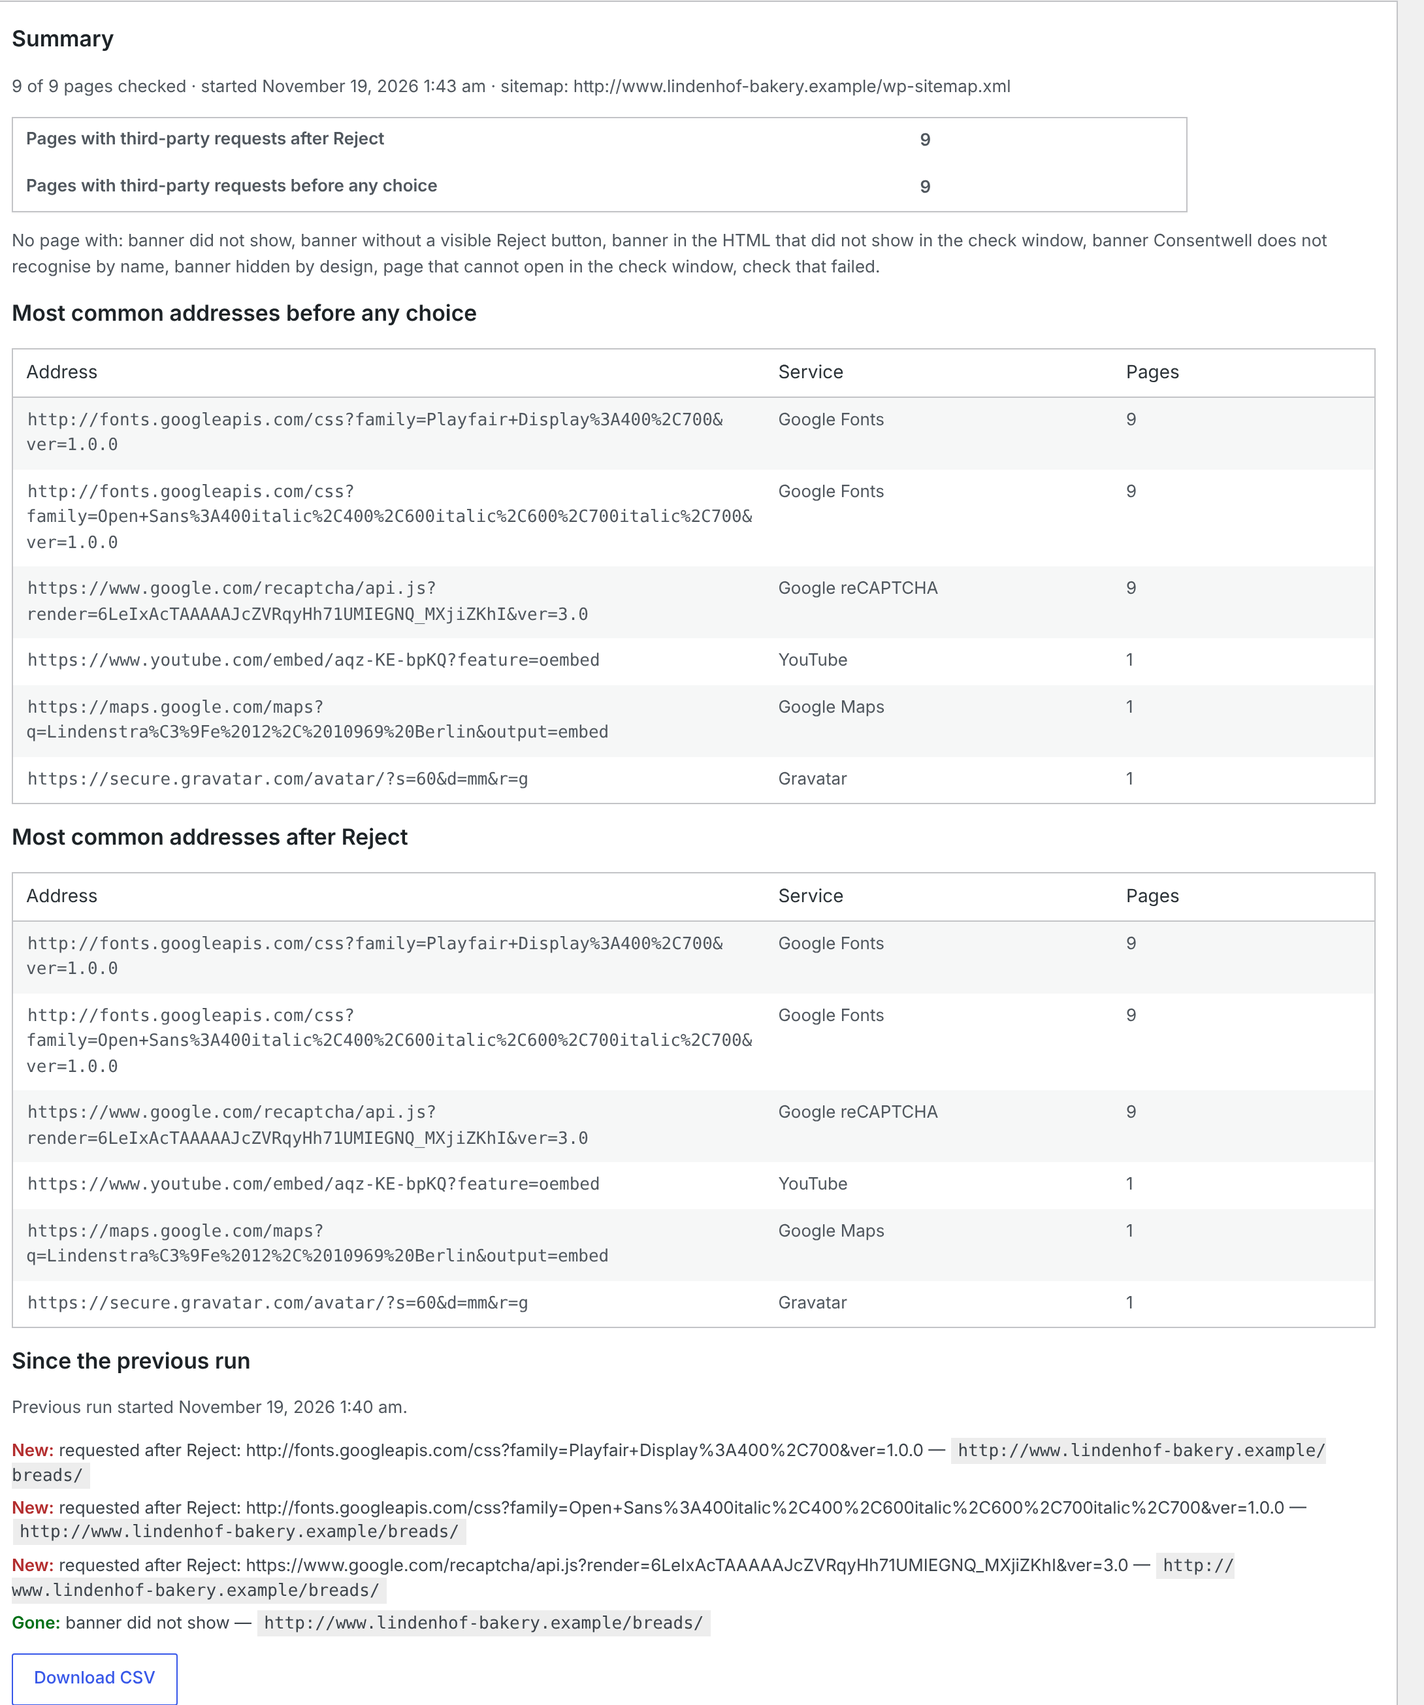 Summary
9 of 9 pages checked · started November 19, 2026 1:43 am · sitemap: http://www.lindenhof-bakery.example/wp-sitemap.xml
Pages with third-party requests after Reject 9
Pages with third-party requests before any choice 9
No page with: banner did not show, banner without a visible Reject button, banner in the HTML that did not show in the check window, banner Consentwell does not
recognise by name, banner hidden by design, page that cannot open in the check window, check that failed.
Most common addresses before any choice
Address Service Pages
http://fonts.googleapis.com/css?family=Playfair+Display%3A400%2C700& Google Fonts 9
ver=1.0.0
http://fonts.googleapis.com/css? Google Fonts 9
family=Open+Sans%3A400italic%2C400%2C600italic%2C600%2C700italic%2C700&
ver=1.0.0
https://www.google.com/recaptcha/api.js? Google reCAPTCHA 9
render=6LeIxAcTAAAAAJcZVRqyHh71UMIEGNQ_MXjiZKhI&ver=3.0
https://www.youtube.com/embed/aqz-KE-bpKQ?feature=oembed YouTube 1
https://maps.google.com/maps? Google Maps 1
q=Lindenstra%C3%9Fe%2012%2C%2010969%20Berlin&output=embed
https://secure.gravatar.com/avatar/?s=60&d=mm&r=g Gravatar 1
Most common addresses after Reject
Address Service Pages
http://fonts.googleapis.com/css?family=Playfair+Display%3A400%2C700& Google Fonts 9
ver=1.0.0
http://fonts.googleapis.com/css? Google Fonts 9
family=Open+Sans%3A400italic%2C400%2C600italic%2C600%2C700italic%2C700&
ver=1.0.0
https://www.google.com/recaptcha/api.js? Google reCAPTCHA 9
render=6LeIxAcTAAAAAJcZVRqyHh71UMIEGNQ_MXjiZKhI&ver=3.0
https://www.youtube.com/embed/aqz-KE-bpKQ?feature=oembed YouTube 1
https://maps.google.com/maps? Google Maps 1
q=Lindenstra%C3%9Fe%2012%2C%2010969%20Berlin&output=embed
https://secure.gravatar.com/avatar/?s=60&d=mm&r=g Gravatar 1
Since the previous run
Previous run started November 19, 2026 1:40 am.
New: requested after Reject: http://fonts.googleapis.com/css?family=Playfair+Display%3A400%2C700&ver=1.0.0 — http://www.lindenhof-bakery.example/
breads/
New: requested after Reject: http://fonts.googleapis.com/css?family=Open+Sans%3A400italic%2C400%2C600italic%2C600%2C700italic%2C700&ver=1.0.0 —
http://www.lindenhof-bakery.example/breads/
New: requested after Reject: https://www.google.com/recaptcha/api.js?render=6LeIxAcTAAAAAJcZVRqyHh71UMIEGNQ_MXjiZKhI&ver=3.0 — http://
www.lindenhof-bakery.example/breads/
Gone: banner did not show — http://www.lindenhof-bakery.example/breads/
Download CSV